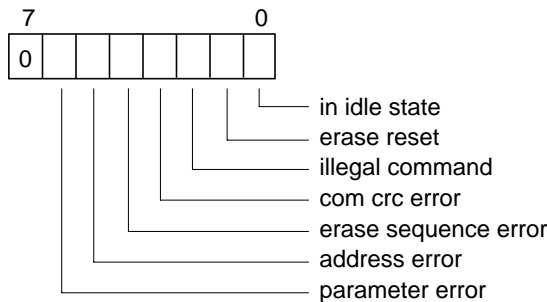 7 0
0
in idle state
erase reset
illegal command
com crc error
erase sequence error
address error
parameter error